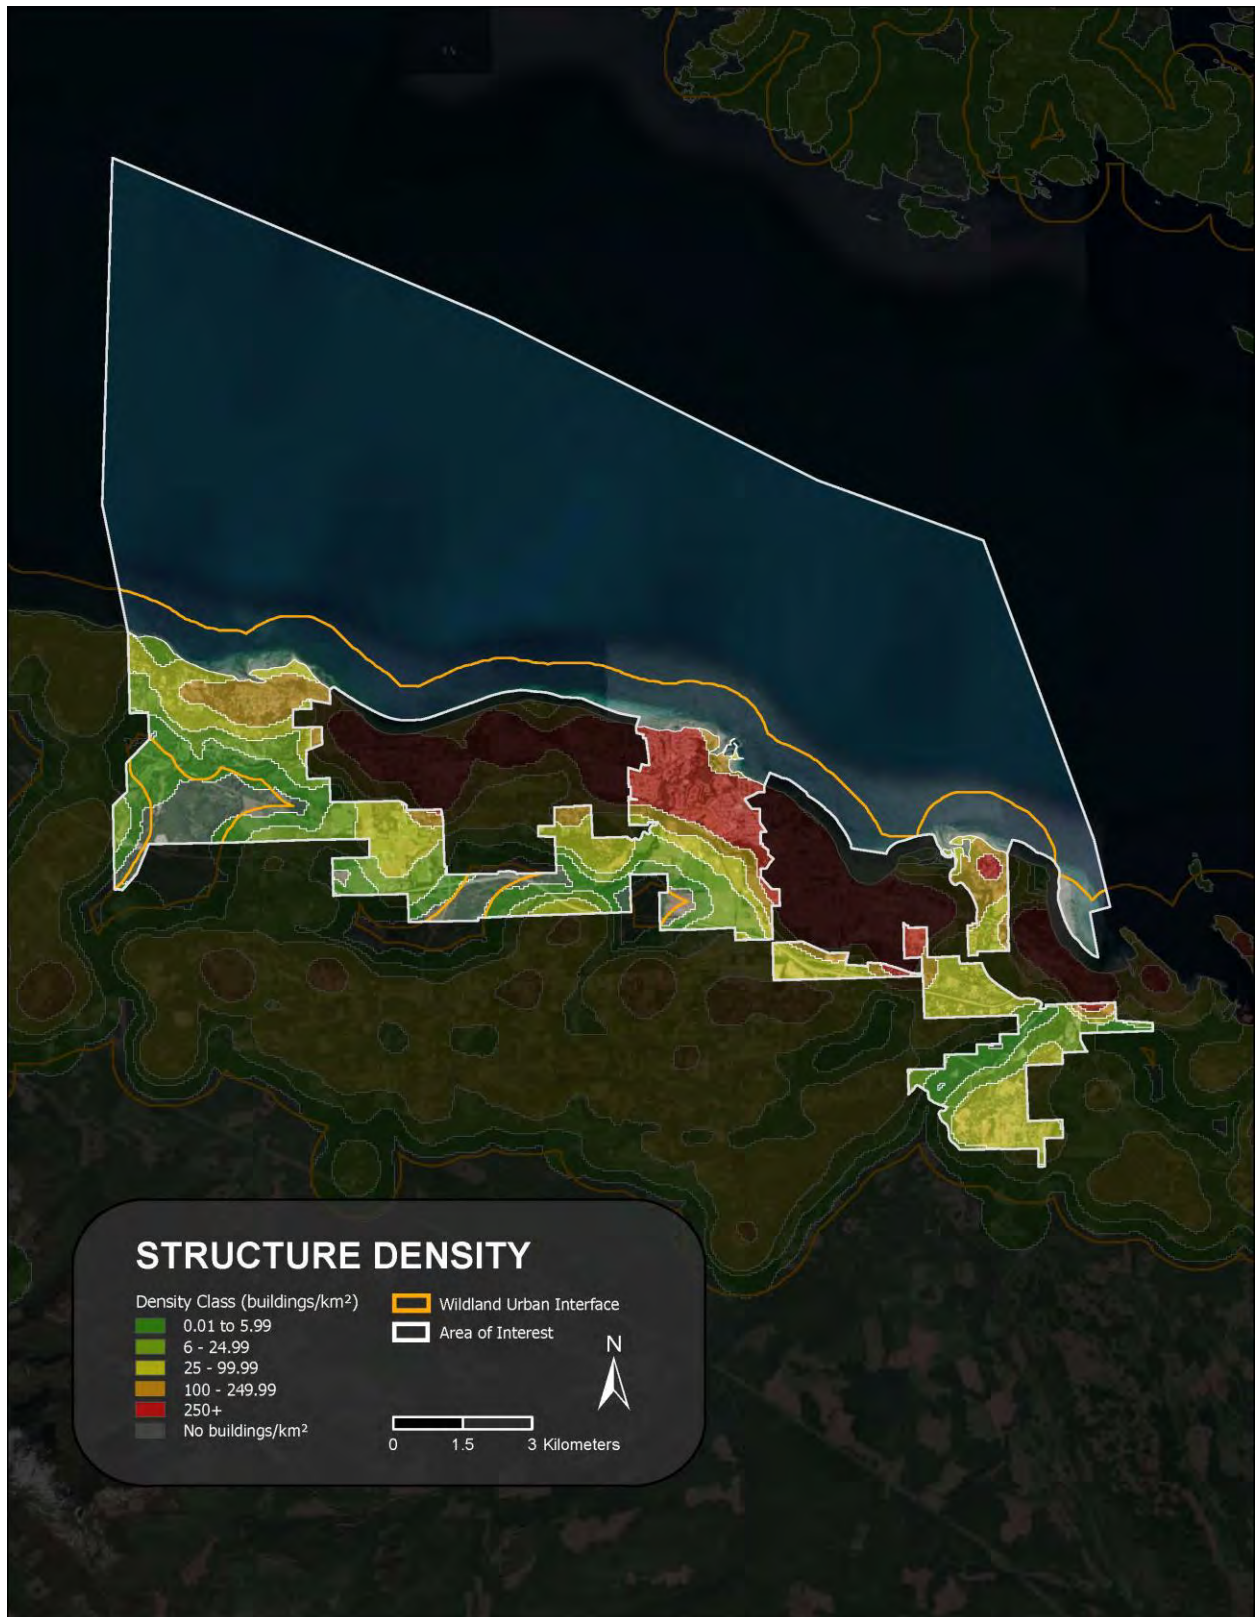 STRUCTURE DENSITY
Density Class (buildings/km²)
0.01 to 5.99
6 - 24.99
25 - 99.99
100 - 249.99
250+
No buildings/km²
Wildland Urban Interface
Area of Interest
N
0 1.5 3 Kilometers